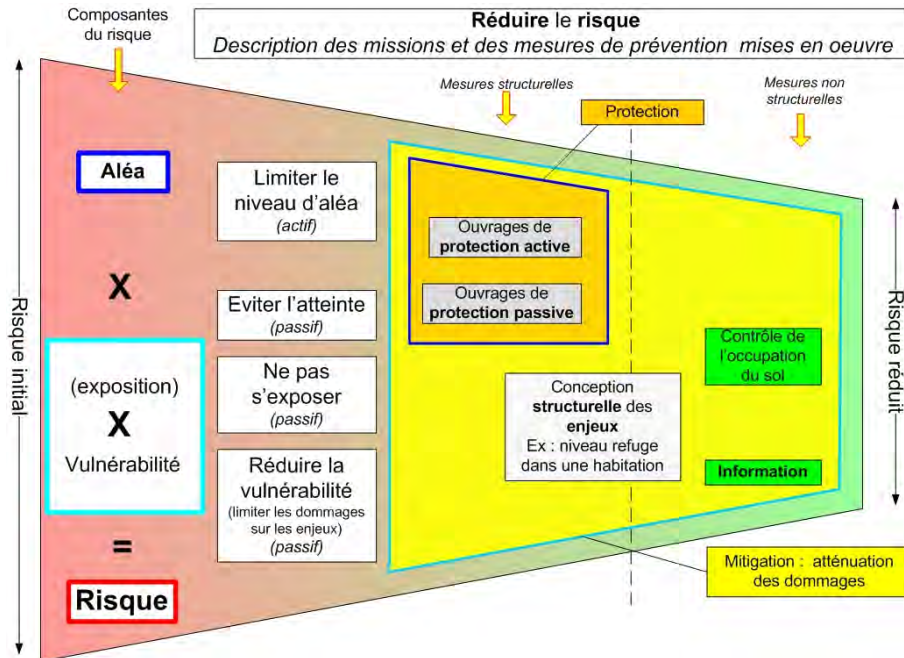 Composantes
du risque
Réduire le risque
Description des missions et des mesures de prévention mises en oeuvre
Mesures structurelles
Mesures non
structurelles
Protection
Risque initial
Aléa
X
(exposition)
X
Vulnérabilité
=
Risque
Limiter le
niveau d'aléa
(actif)
Eviter l'atteinte
(passif)
Ne pas
s'exposer
(passif)
Réduire la
vulnérabilité
(limiter les dommages
sur les enjeux)
(passif)
Ouvrages de
protection active
Ouvrages de
protection passive
Conception
structurelle des
enjeux
Ex : niveau refuge
dans une habitation
Contrôle de
l'occupation
du sol
Information
Risque réduit
Mitigation : atténuation
des dommages